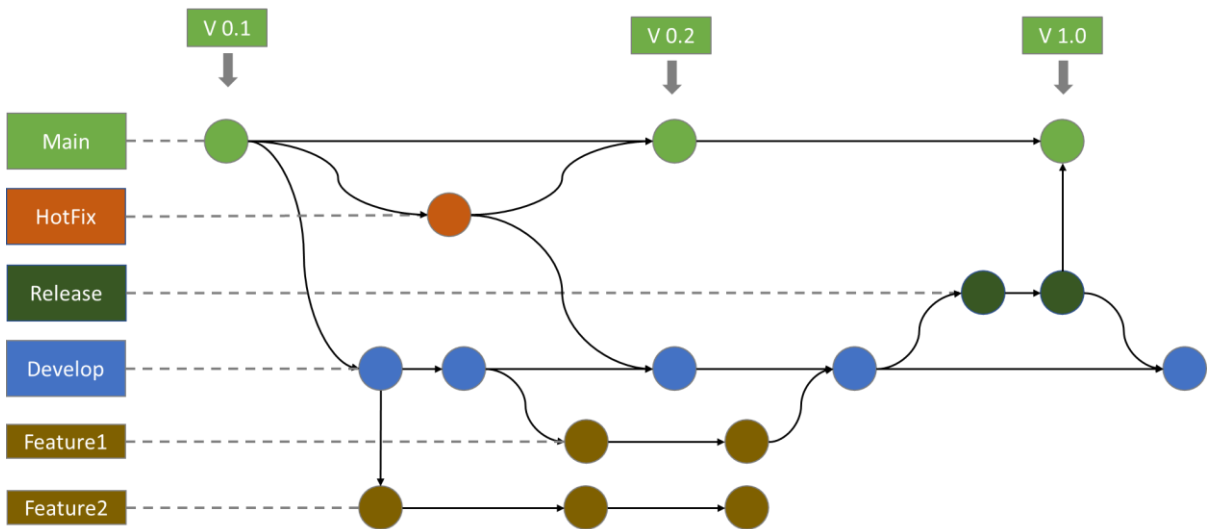 V 0.1
V 0.2
V 1.0
Main
HotFix
Release
Develop
Feature1
Feature2